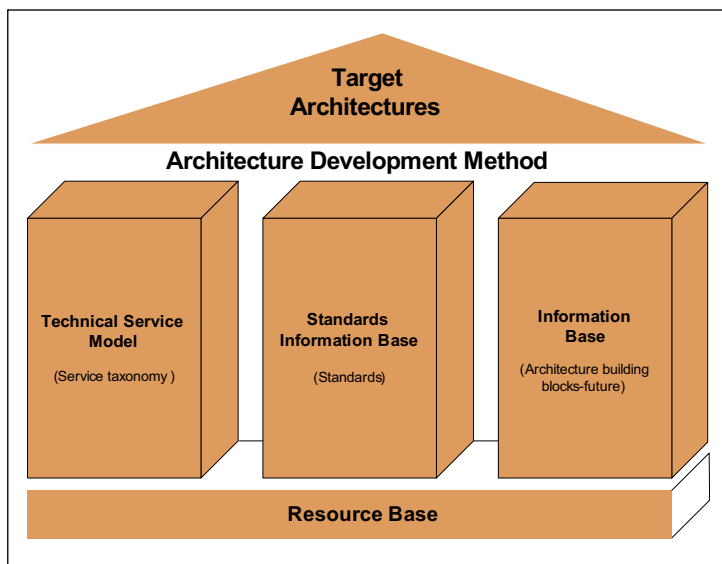 Target
Architectures
Architecture Development Method
Technical Service
Model
(Service taxonomy )
Standards
Information Base
(Standards)
Information
Base
(Architecture building
blocks-future)
Resource Base